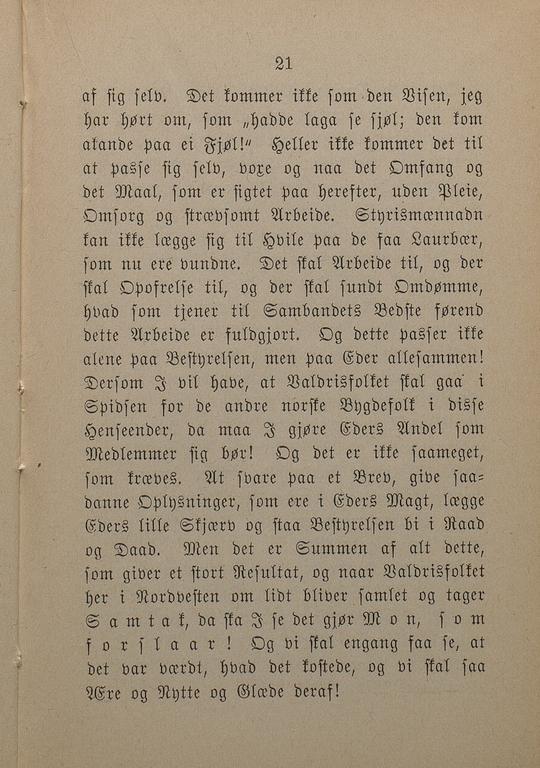 21
af sig selv. Det kommer ikke som den Visen, jeg
har hørt om, som „hadde laga se sjøl; den kom
akande paa ei Fjøl!" Heller ikke kommer det til
at passe sig selv, voxe og naa det Omfang og
det Maal, som er sigtet paa herefter, uden Pleie,
Omsorg og stræbsomt Arbeide. Styrismænnadn
kan ikke lægge sig til Hvile paa de faa Laurbær,
som nu ere vundne. Det skal Arbeide til, og der
skal Opofrelse til, og der skal sundt Omdømme,
hvad som tjener til Sambandets Bedste førend
dette Arbeide er fuldgjort. Og dette passer ikke
alene paa Bestyrelsen, men paa Eder allesammen!
Dersom I vil have, at Valdrisfolket skal gaa i
Spidsen for de andre norske Bygdefolk i disse
Henseender, da maa I gjøre Eders Andel som
Medlemmer sig bør! Og det er ikke saameget,
som kræves. At svare paa et Brev, give saa-
danne Oplysninger, som ere i Eders Magt, lægge
Eders lille Skjærv og staa Bestyrelsen bi i Raad
og Daad. Men det er Summen af alt dette,
som giver et stort Resultat, og naar Valdrisfolket
her i Nordvesten om lidt bliver samlet og tager
Samtak, da ska I se det gjør Mon, som
forslaar! Og vi skal engang faa se, at
det var værdt, hvad det kostede, og vi skal faa
Ære og Nytte og Glæde deraf!